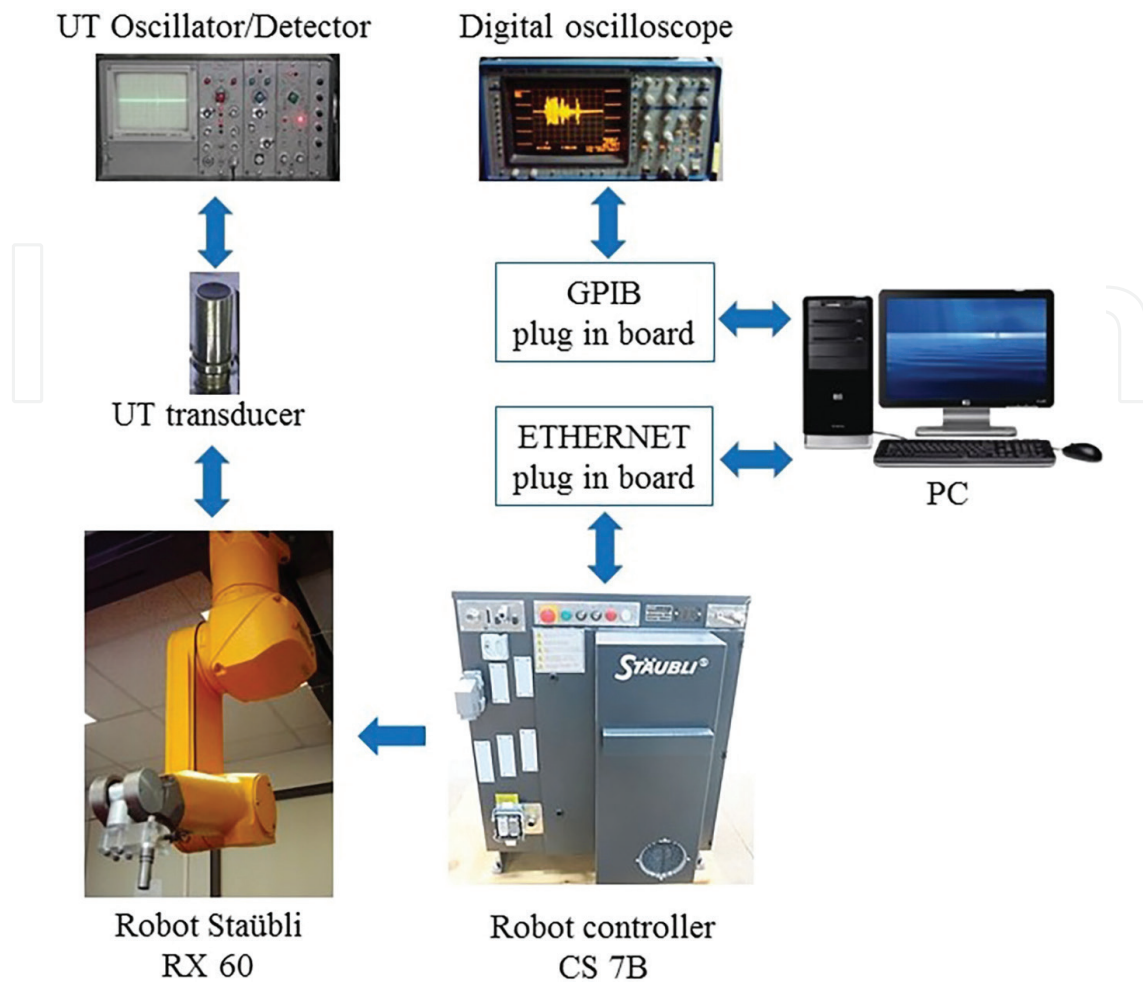 UT Oscillator/Detector
Digital oscilloscope
GPIB
plug in board
UT transducer
ETHERNET
plug in board
PC
STÄUBLI
Robot Staübli
RX 60
Robot controller
CS 7B